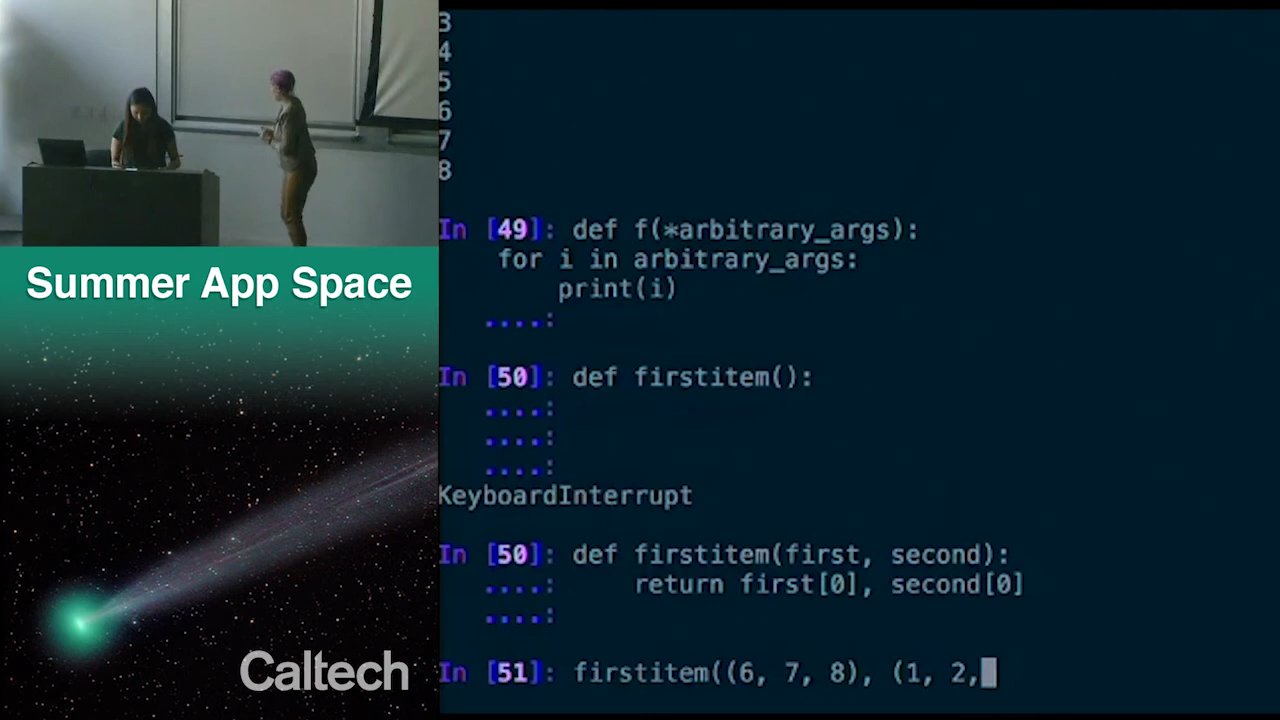 3
4
5
6
7
8
In [49]: def f(*arbitrary_args):
for i in arbitrary_args:
print(i)
....:
In [50]: def firstitem():
....:
....:
....:
KeyboardInterrupt
In [50]: def firstitem(first, second):
....: return first[0], second[0]
....:
In [51]: firstitem((6, 7, 8), (1, 2,
Summer App Space
Caltech